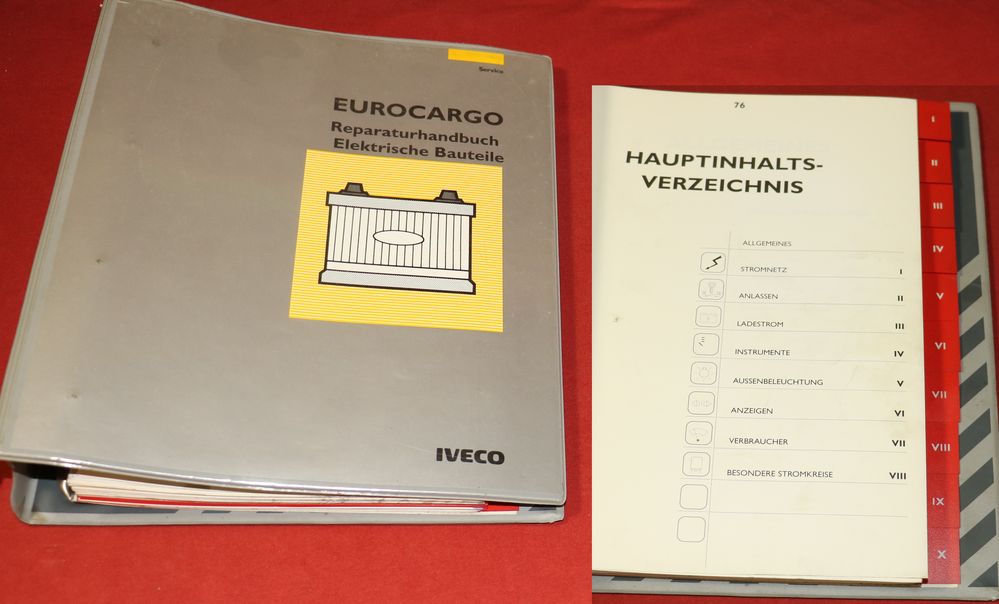 Service
EUROCARGO
Reparaturhandbuch
Elektrische Bauteile
IVECO
76
HAUPTINHALTS-
VERZEICHNIS
ALLGEMEINES
STROMNETZ I
ANLASSEN II
LADESTROM III
INSTRUMENTE IV
AUSSENBELEUCHTUNG V
ANZEIGEN VI
VERBRAUCHER VII
BESONDERE STROMKREISE VIII
I
II
III
IV
V
VI
VII
VIII
IX
X